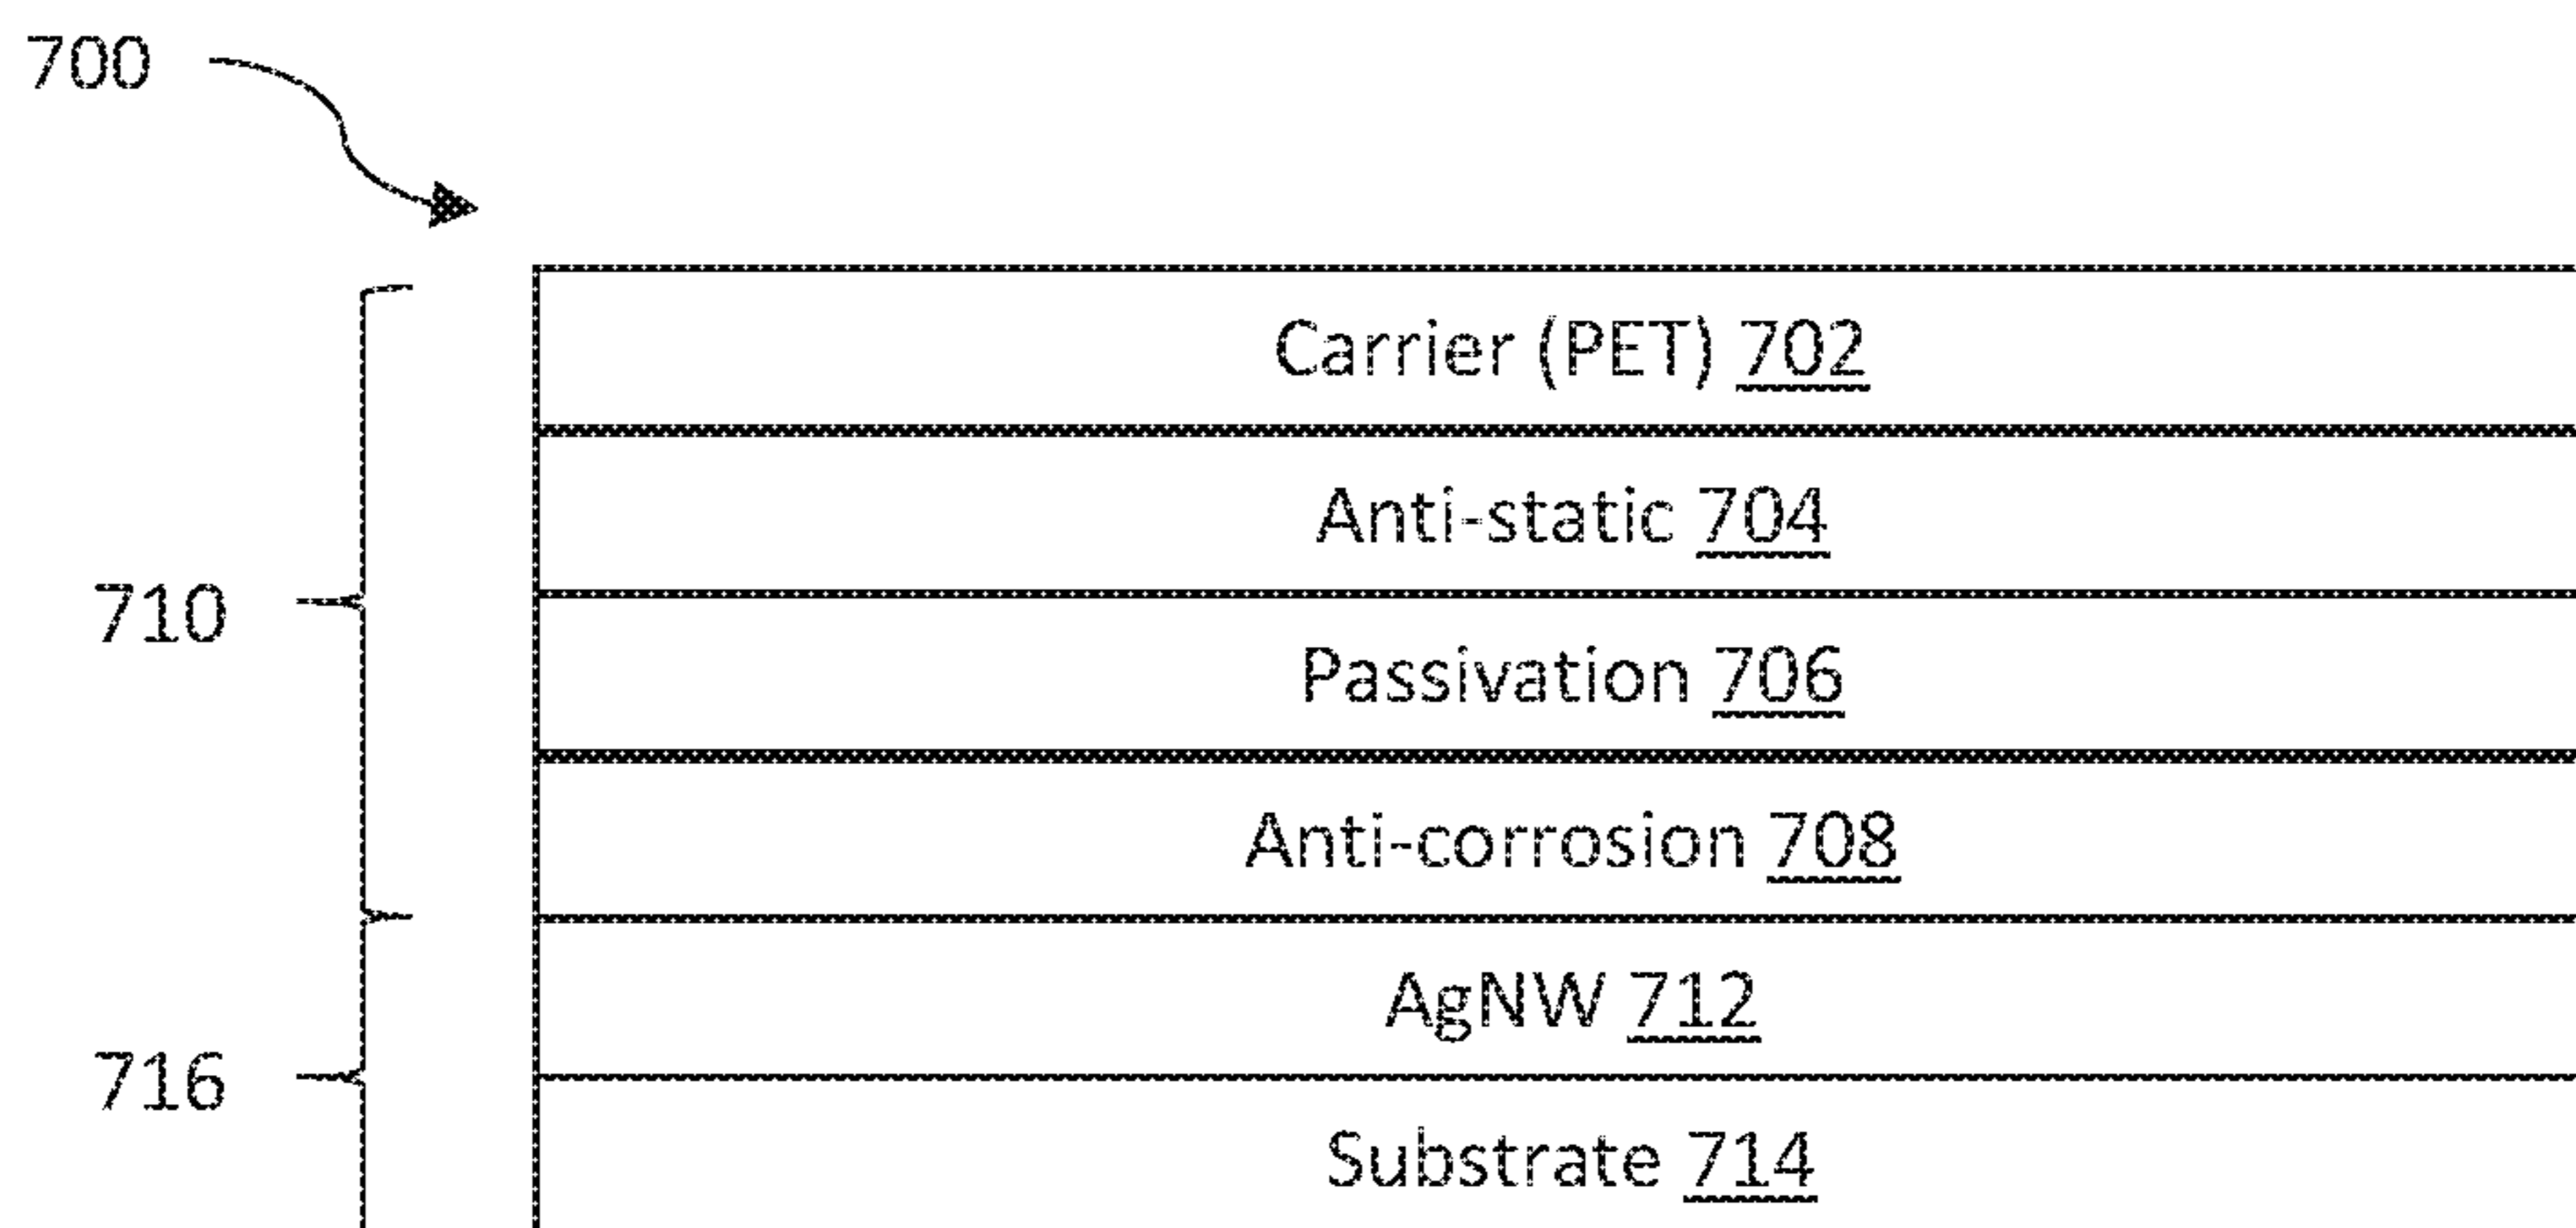 700
Carrier (PET) 702
Anti-static 704
710
Passivation 706
Anti-corrosion 708
AgNW 712
716
Substrate 714